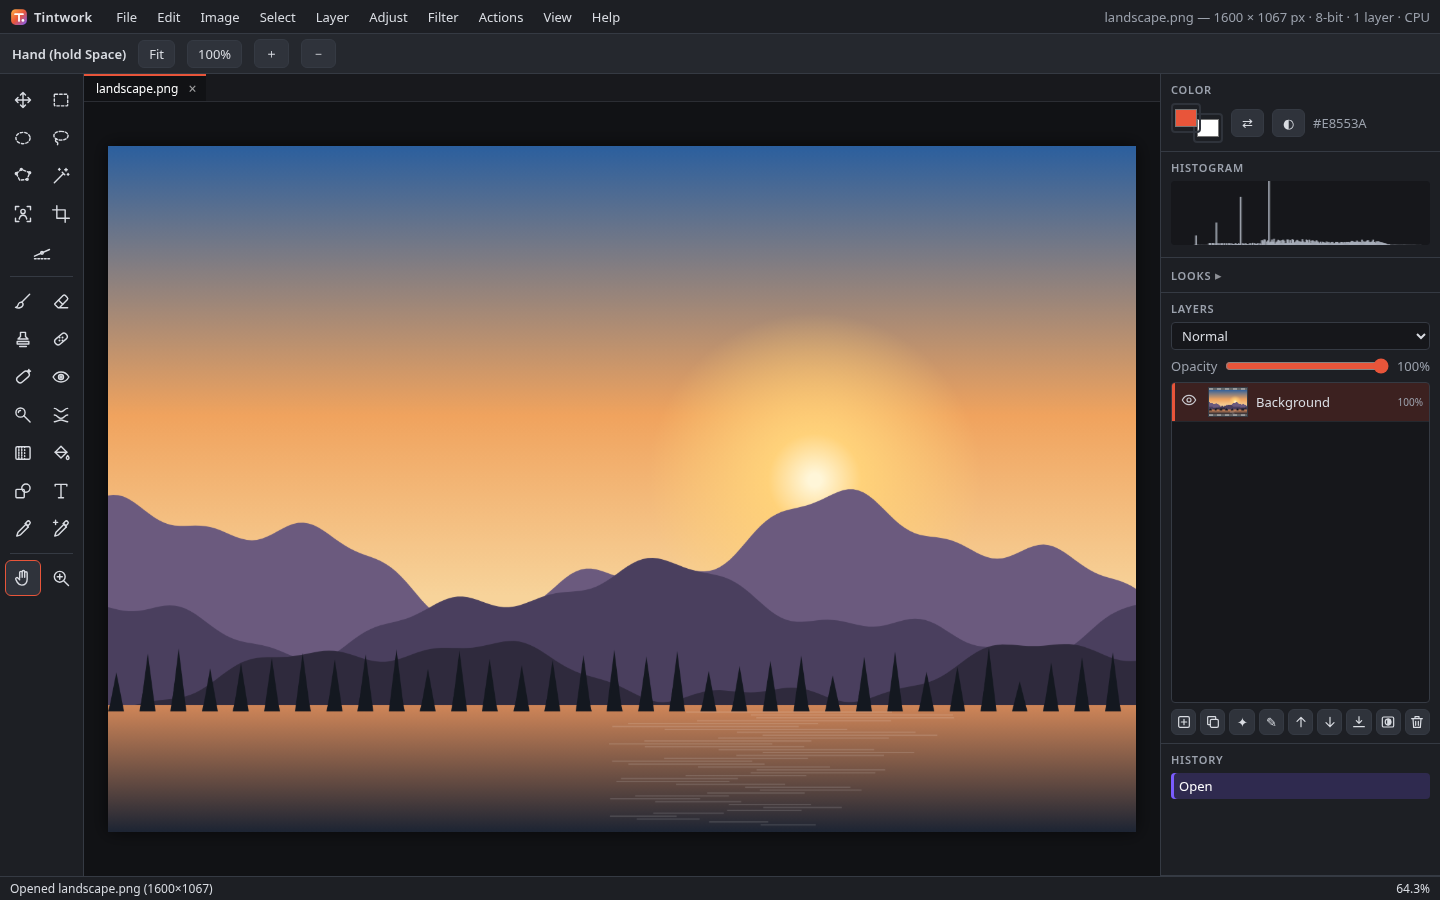 Tintwork File Edit Image Select Layer Adjust Filter Actions View Help landscape.png — 1600 × 1067 px · 8-bit · 1 layer · CPU
Hand (hold Space) Fit 100% + −
landscape.png ×
COLOR
#E8553A
HISTOGRAM
LOOKS ▸
LAYERS
Normal
Opacity 100%
Background 100%
HISTORY
Open
Opened landscape.png (1600×1067) 64.3%